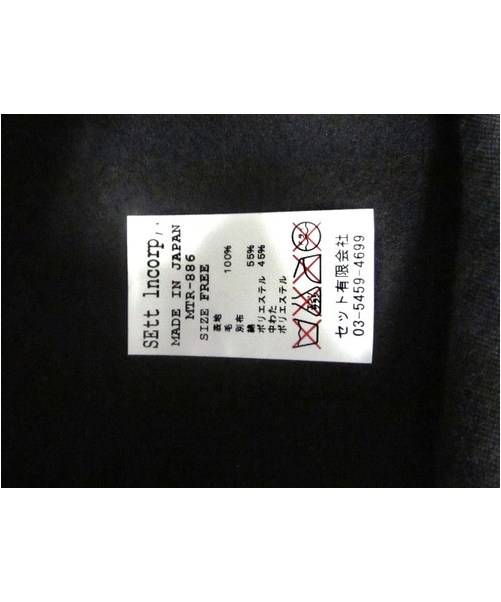 SEtt lncorp,.
MADE IN JAPAN
MTR-886
SIZE FREE
表地
毛 100%
別布
綿 55%
ポリエステル 45%
中わた
ポリエステル
セット有限会社
03-5459-4699